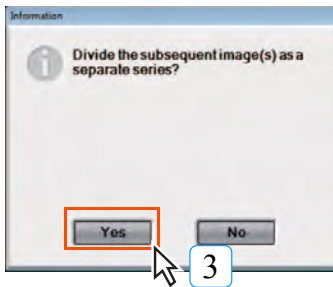 Information
Divide the subsequent image(s) as a
separate series?
Yes
No
3